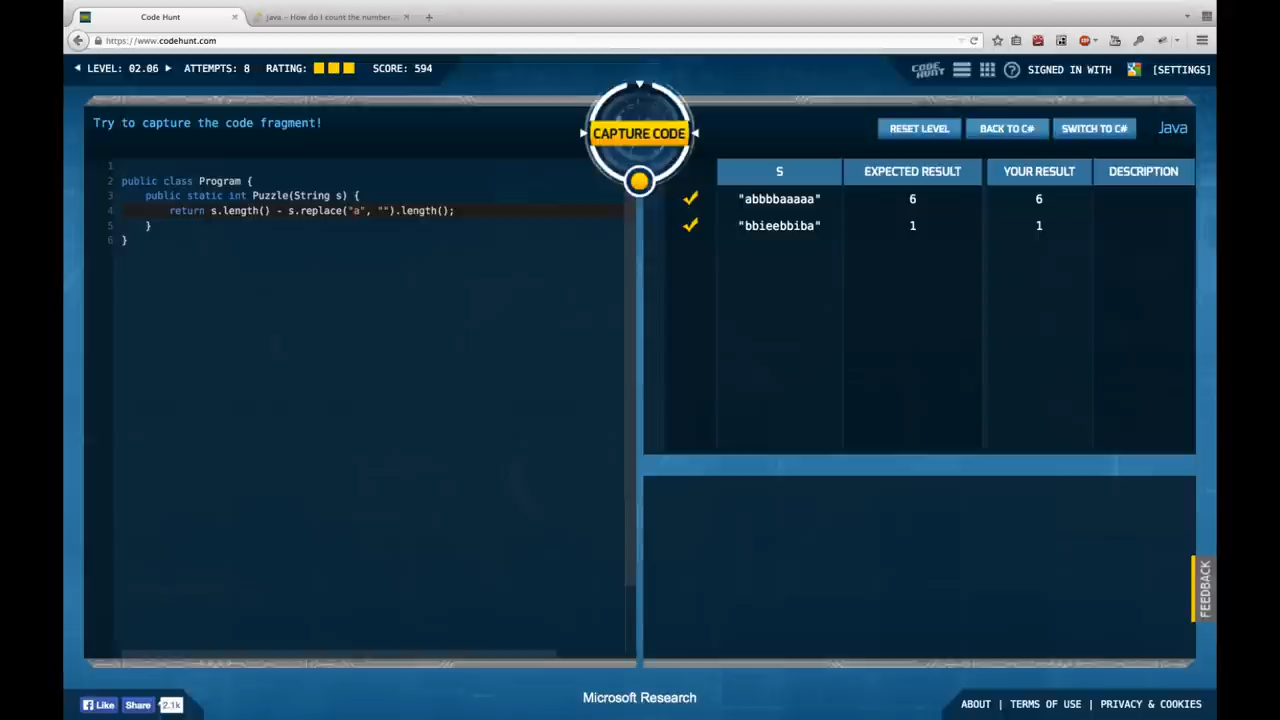 Code Hunt
java - How do I count the number...
https://www.codehunt.com
LEVEL: 02.06 ATTEMPTS: 8 RATING: SCORE: 594
CODE HUNT
SIGNED IN WITH [SETTINGS]
Try to capture the code fragment!
CAPTURE CODE
RESET LEVEL BACK TO C# SWITCH TO C# Java
1
2 public class Program {
3 public static int Puzzle(String s) {
4 return s.length() - s.replace("a", "").length();
5 }
6 }
S EXPECTED RESULT YOUR RESULT DESCRIPTION
"abbbbaaaaa" 6 6
"bbieebbiba" 1 1
FEEDBACK
Like Share 2.1k
Microsoft Research
ABOUT | TERMS OF USE | PRIVACY & COOKIES